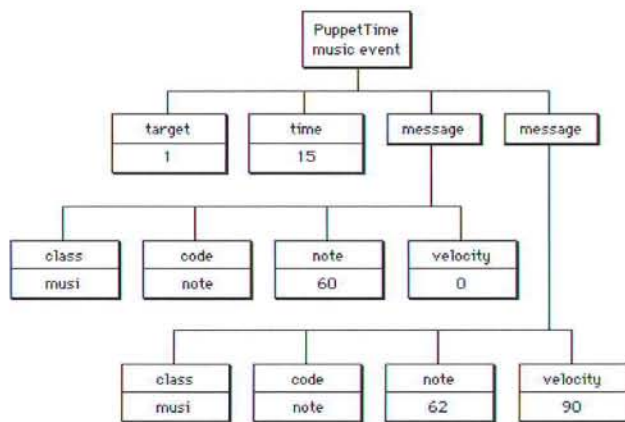 PuppetTime
music event
target
time
message
message
1
15
class
code
note
velocity
musi
note
60
0
class
code
note
velocity
musi
note
62
90